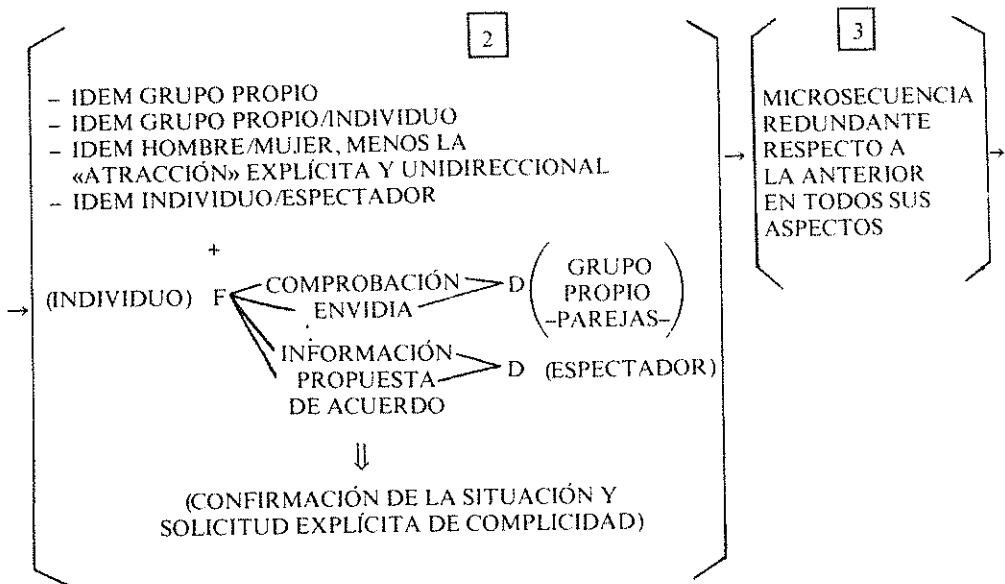 2
– IDEM GRUPO PROPIO
– IDEM GRUPO PROPIO/INDIVIDUO
– IDEM HOMBRE/MUJER, MENOS LA
«ATRACCIÓN» EXPLÍCITA Y UNIDIRECCIONAL
– IDEM INDIVIDUO/ESPECTADOR
+
→ (INDIVIDUO) F
COMPROBACIÓN
ENVIDIA
D
GRUPO
PROPIO
–PAREJAS–
INFORMACIÓN
PROPUESTA
DE ACUERDO
D (ESPECTADOR)
⇓
(CONFIRMACIÓN DE LA SITUACIÓN Y
SOLICITUD EXPLÍCITA DE COMPLICIDAD)
→
3
MICROSECUENCIA
REDUNDANTE
RESPECTO A
LA ANTERIOR
EN TODOS SUS
ASPECTOS
→